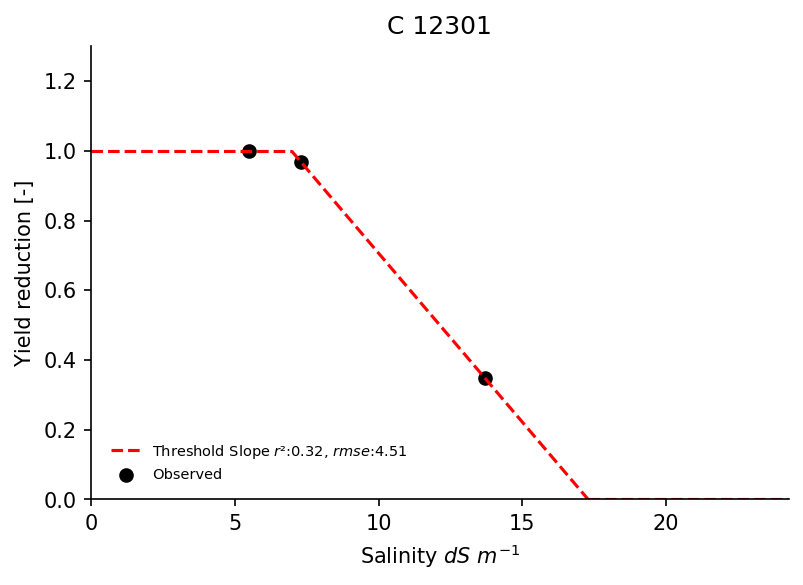 C 12301
1.2
1.0
0.8
0.6
0.4
0.2
0.0
Yield reduction [-]
Threshold Slope r²:0.32, rmse:4.51
Observed
0 5 10 15 20
Salinity dS m⁻¹